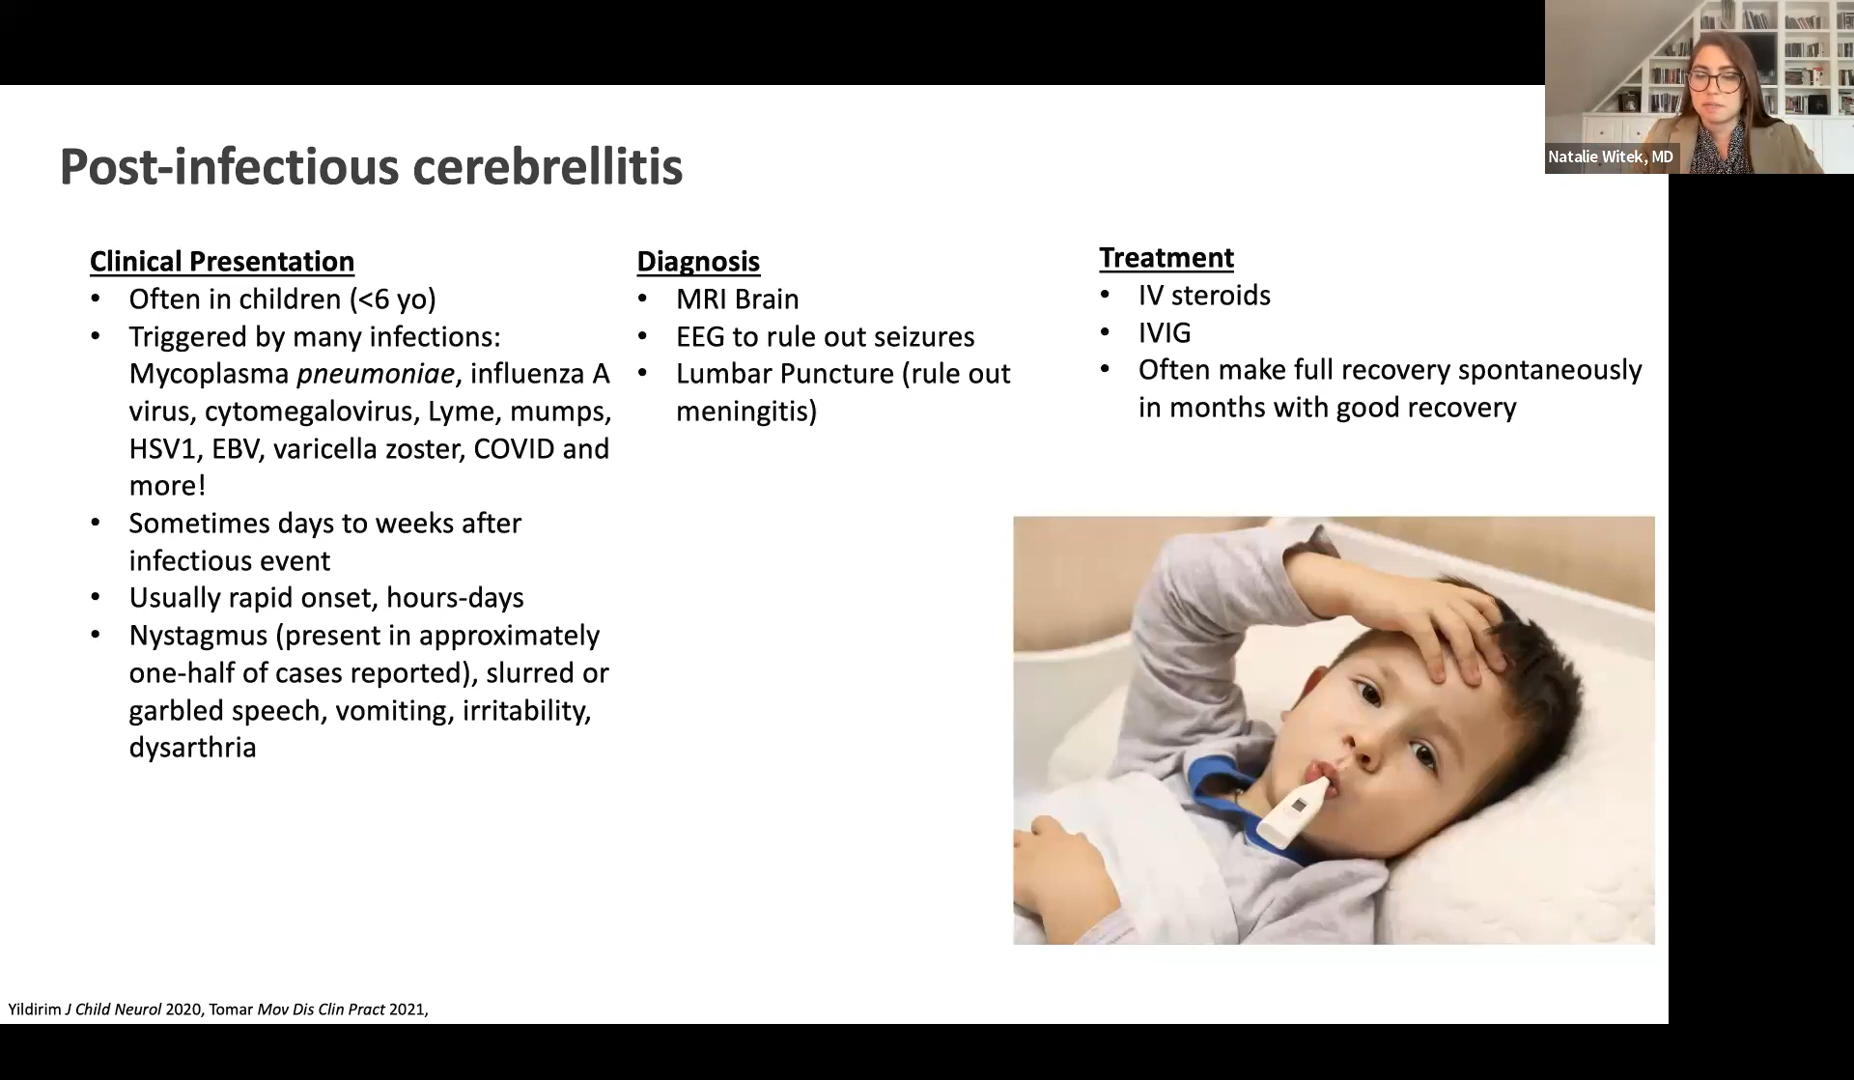 Natalie Witek, MD
Post-infectious cerebrellitis
Clinical Presentation
• Often in children (<6 yo)
• Triggered by many infections:
Mycoplasma pneumoniae, influenza A
virus, cytomegalovirus, Lyme, mumps,
HSV1, EBV, varicella zoster, COVID and
more!
• Sometimes days to weeks after
infectious event
• Usually rapid onset, hours-days
• Nystagmus (present in approximately
one-half of cases reported), slurred or
garbled speech, vomiting, irritability,
dysarthria
Diagnosis
• MRI Brain
• EEG to rule out seizures
• Lumbar Puncture (rule out
meningitis)
Treatment
• IV steroids
• IVIG
• Often make full recovery spontaneously
in months with good recovery
Yildirim J Child Neurol 2020, Tomar Mov Dis Clin Pract 2021,